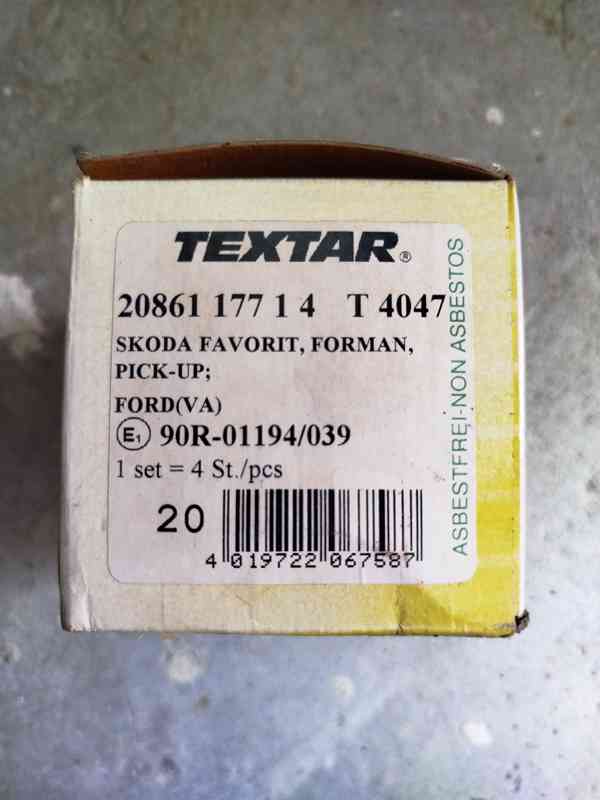 TEXTAR®
20861 177 1 4 T 4047
SKODA FAVORIT, FORMAN,
PICK-UP;
FORD(VA)
E1 90R-01194/039
1 set = 4 St./pcs
20
4 019722 067587
ASBESTFREI-NON ASBESTOS